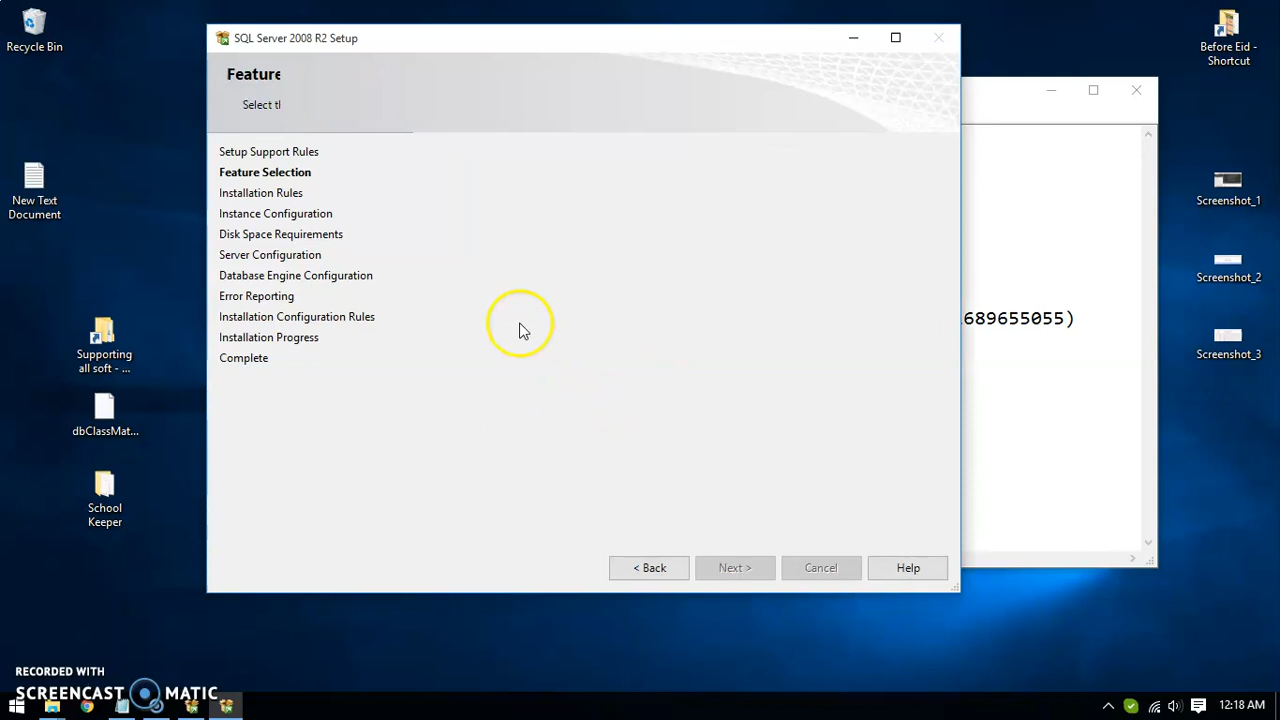 Recycle Bin
SQL Server 2008 R2 Setup
Before Eid -
Shortcut
Feature
Select tl
Setup Support Rules
Feature Selection
Installation Rules
Instance Configuration
Disk Space Requirements
Server Configuration
Database Engine Configuration
Error Reporting
Installation Configuration Rules
Installation Progress
Complete
New Text
Document
Screenshot_1
Screenshot_2
689655055)
Supporting
all soft - ...
Screenshot_3
dbClassMat...
School
Keeper
< Back
Next >
Cancel
Help
RECORDED WITH
SCREENCAST MATIC
12:18 AM